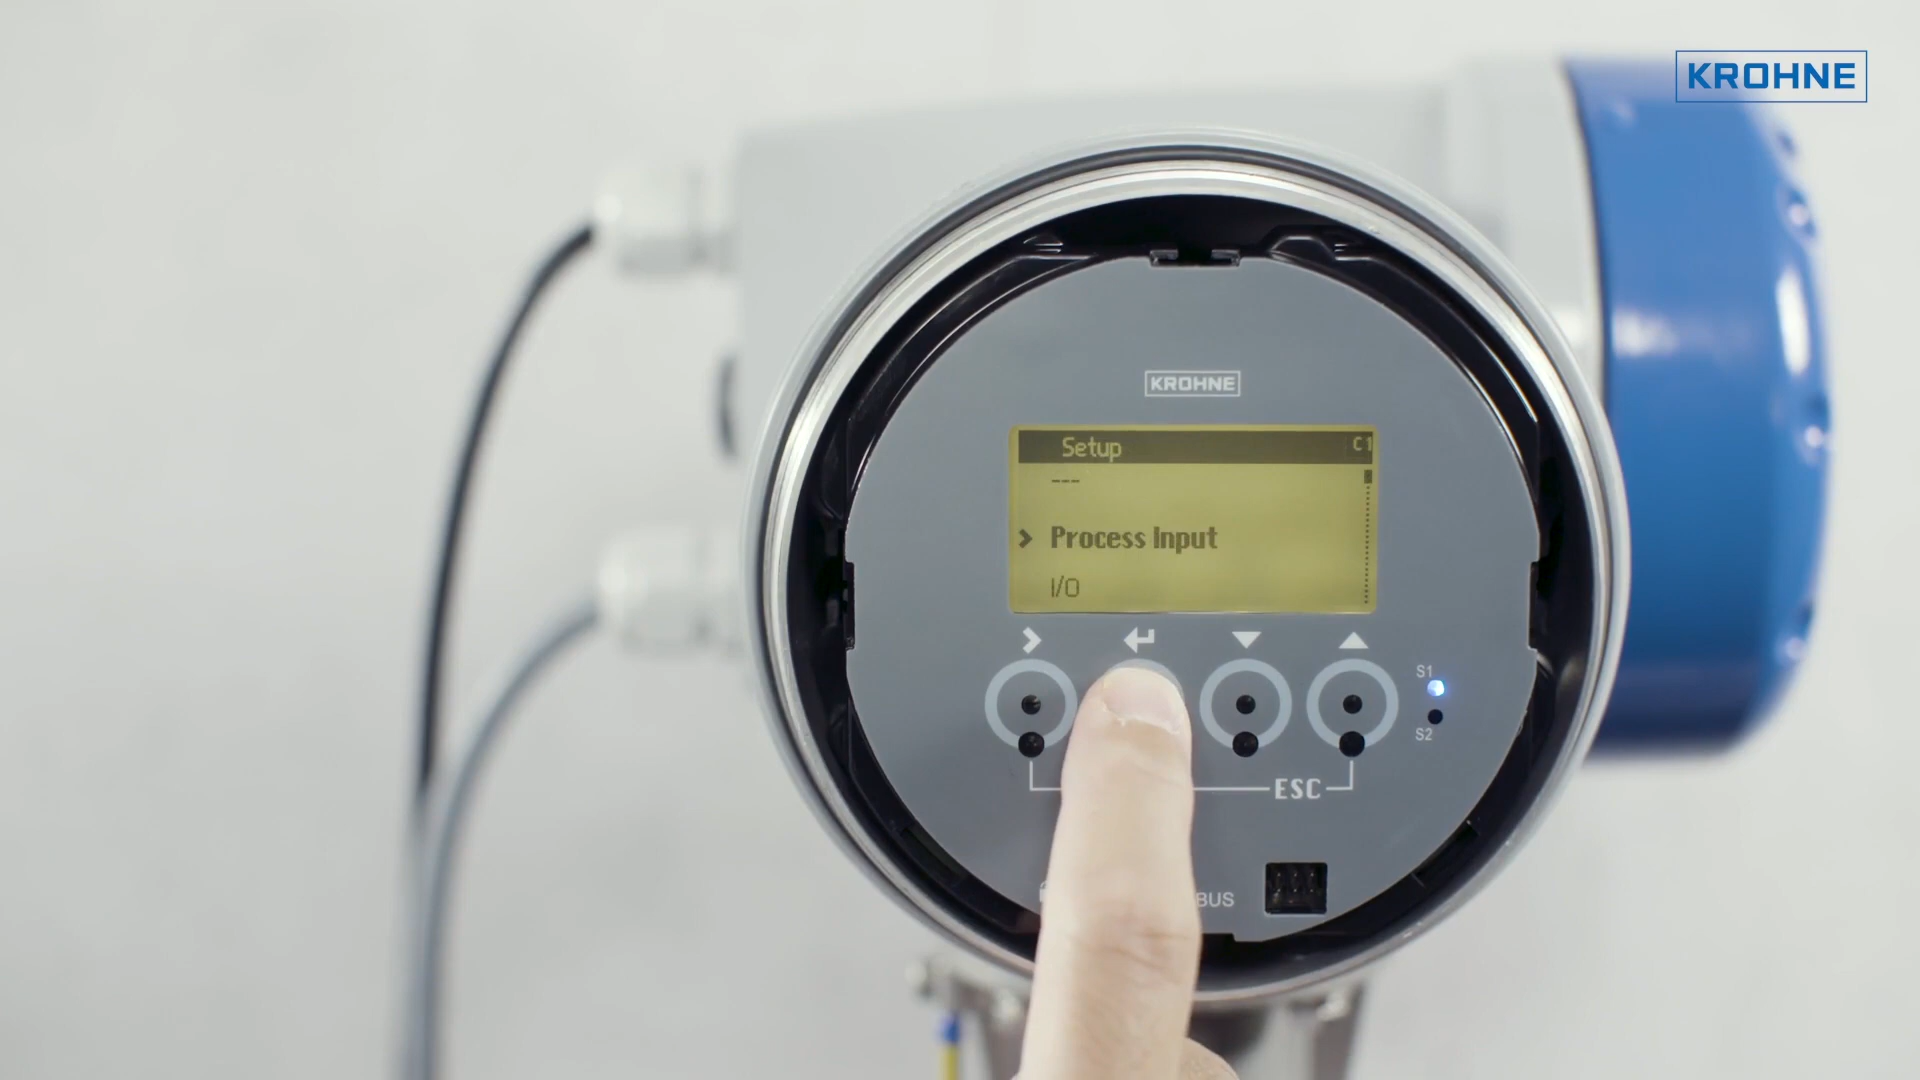 KROHNE
KROHNE
Setup C1
---
> Process Input
I/O
S1
S2
ESC
BUS